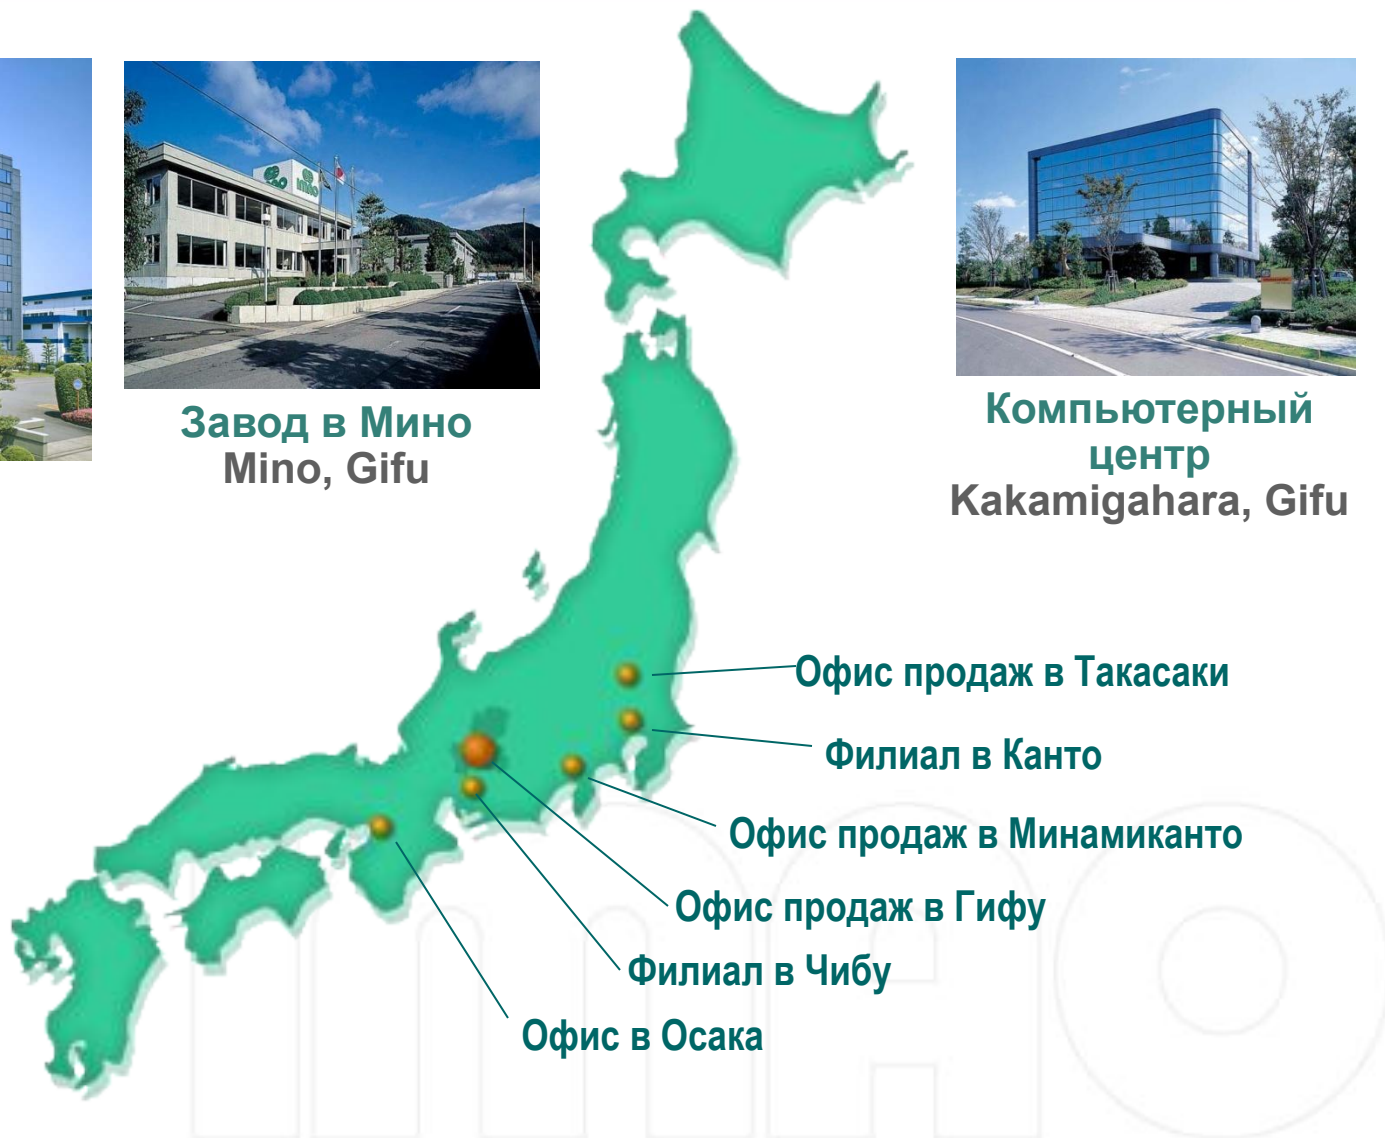 Завод в Мино
Mino, Gifu
Компьютерный
центр
Kakamigahara, Gifu
Офис продаж в Такасаки
Филиал в Канто
Офис продаж в Минамиканто
Офис продаж в Гифу
Филиал в Чибу
Офис в Осака
imao